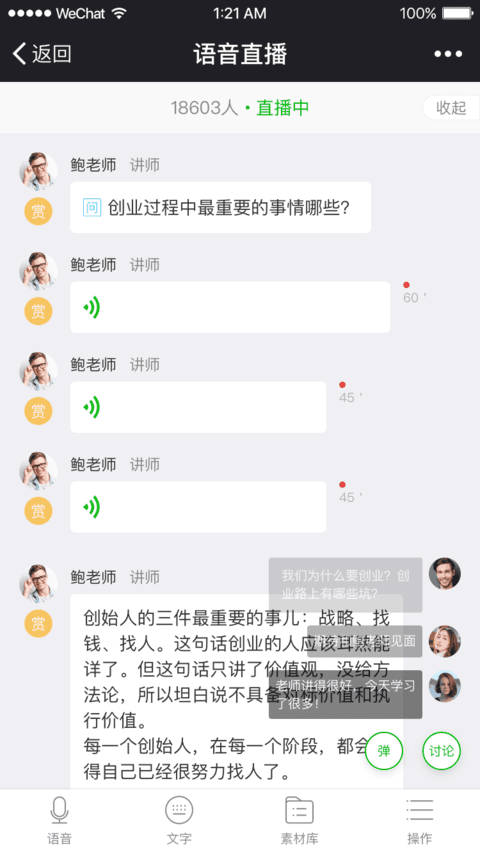 WeChat
1:21 AM
100%
返回
语音直播
18603人·直播中
收起
鲍老师 讲师
赏
问 创业过程中最重要的事情哪些?
鲍老师 讲师
赏
60 '
鲍老师 讲师
赏
45 '
鲍老师 讲师
赏
45 '
鲍老师 讲师
赏
我们为什么要创业? 创
业路上有哪些坑?
老师见面
老师讲得很好,今天学习
了很多!
创始人的三件最重要的事儿:战略、找
钱、找人。这句话创业的人应该耳熟能
详了。但这句话只讲了价值观,没给方
法论,所以坦白说不具备对标价值和执
行价值。
每一个创始人,在每一个阶段,都会
得自己已经很努力找人了。
弹
讨论
语音
文字
素材库
操作